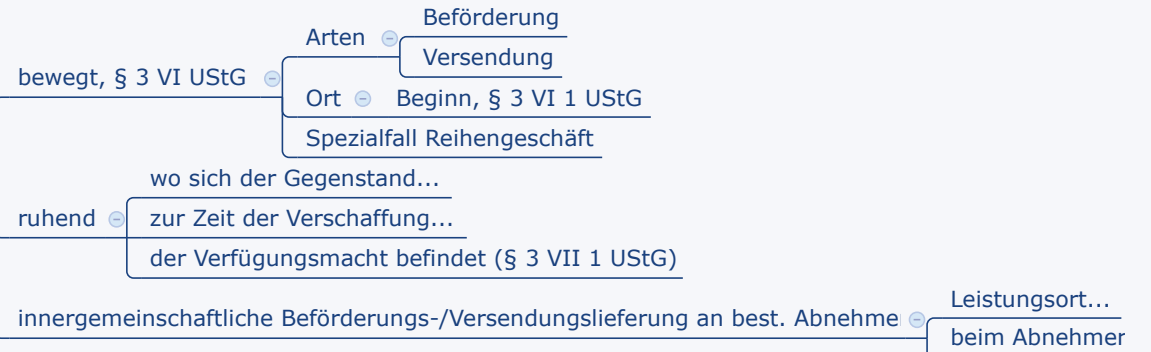 Beförderung
Arten
Versendung
bewegt, § 3 VI UStG
Ort Beginn, § 3 VI 1 UStG
Spezialfall Reihengeschäft
wo sich der Gegenstand...
ruhend zur Zeit der Verschaffung...
der Verfügungsmacht befindet (§ 3 VII 1 UStG)
Leistungsort...
innergemeinschaftliche Beförderungs-/Versendungslieferung an best. Abnehme
beim Abnehmer